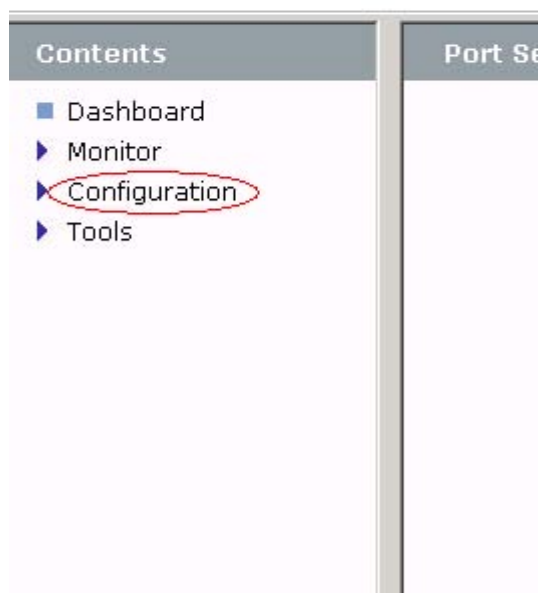 Contents
Port Se
Dashboard
Monitor
Configuration
Tools